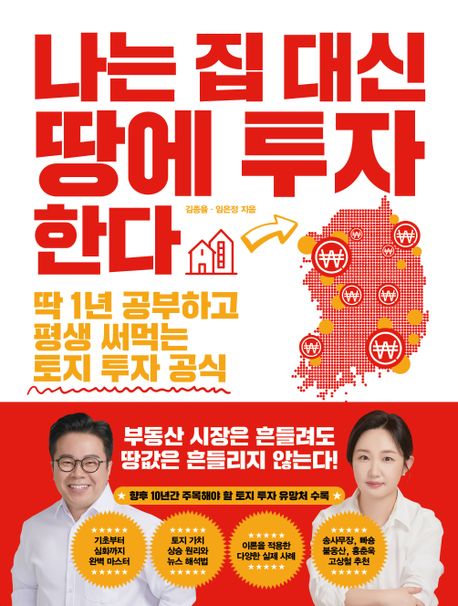 나는 집 대신
땅에 투자
한다
김종율 · 임은정 지음
딱 1년 공부하고
평생 써먹는
토지 투자 공식
부동산 시장은 흔들려도
땅값은 흔들리지 않는다!
★ 향후 10년간 주목해야 할 토지 투자 유망처 수록 ★
기초부터
심화까지
완벽 마스터
토지 가치
상승 원리와
뉴스 해석법
이론을 적용한
다양한 실제 사례
송사무장, 빠숑
붇옹산, 홍춘욱
고상철 추천